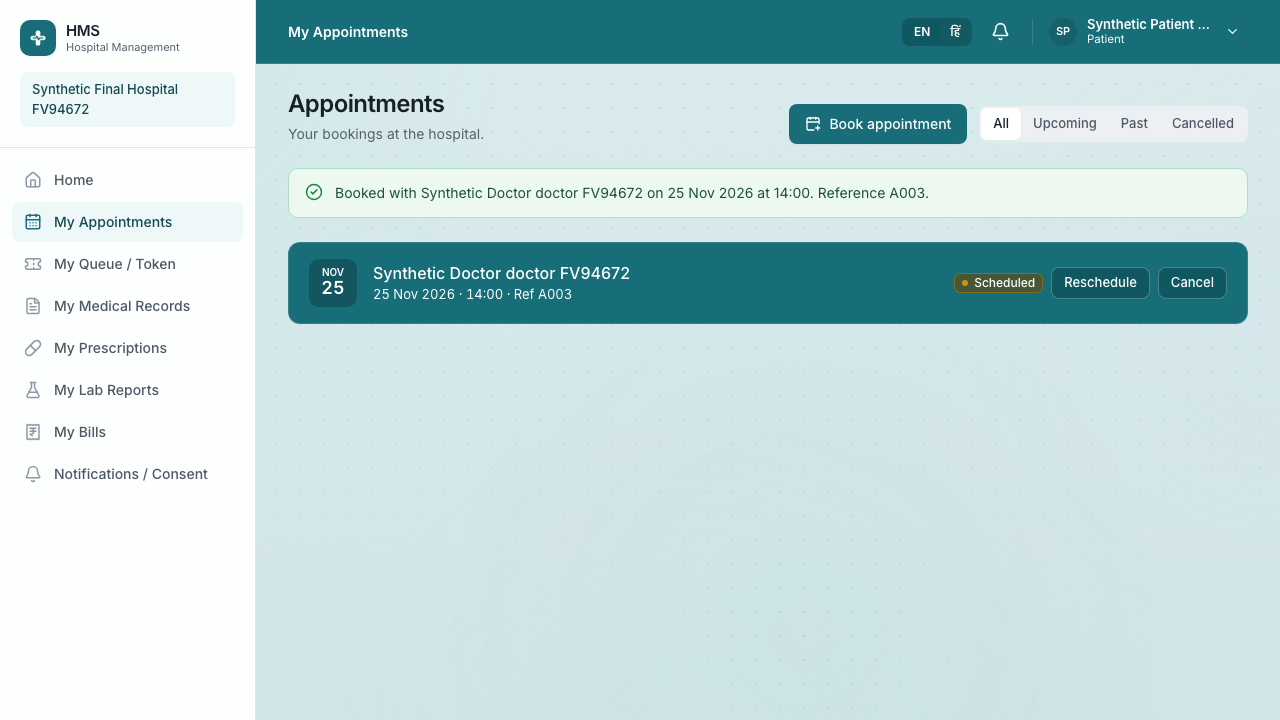 HMS
Hospital Management
Synthetic Final Hospital
FV94672
Home
My Appointments
My Queue / Token
My Medical Records
My Prescriptions
My Lab Reports
My Bills
Notifications / Consent
My Appointments
EN
हिं
SP
Synthetic Patient ...
Patient
Appointments
Your bookings at the hospital.
Book appointment
All
Upcoming
Past
Cancelled
Booked with Synthetic Doctor doctor FV94672 on 25 Nov 2026 at 14:00. Reference A003.
NOV
25
Synthetic Doctor doctor FV94672
25 Nov 2026 · 14:00 · Ref A003
Scheduled
Reschedule
Cancel